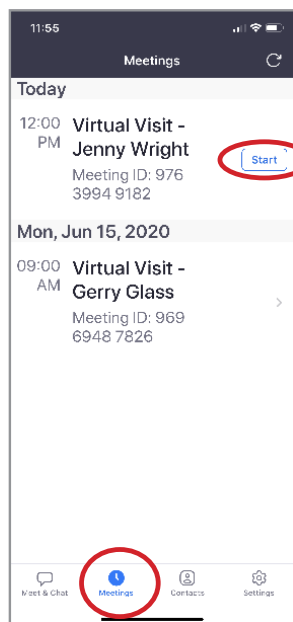 11:55
Meetings
Today
12:00 Virtual Visit -
PM Jenny Wright
Start
Meeting ID: 976
3994 9182
Mon, Jun 15, 2020
09:00 Virtual Visit -
AM Gerry Glass
Meeting ID: 969
6948 7826
Meet & Chat Meetings Contacts Settings